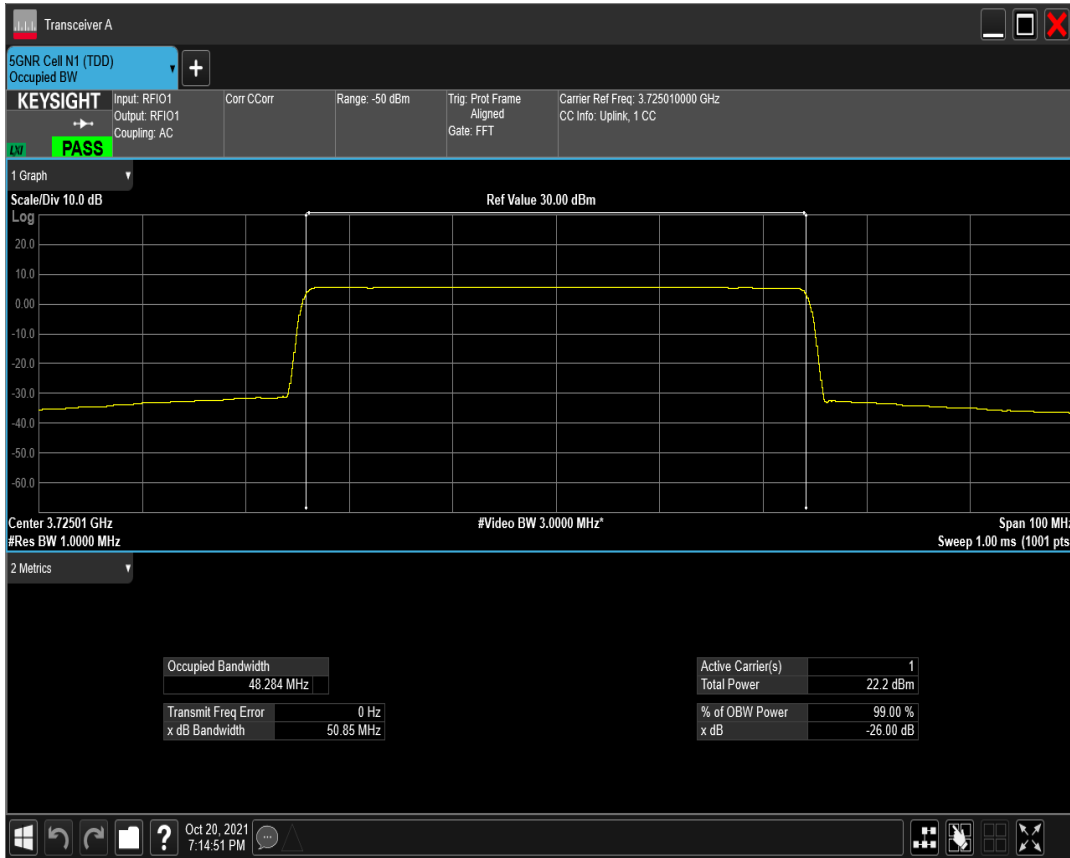 Transceiver A
5GNR Cell N1 (TDD)
Occupied BW
+
KEYSIGHT
LXI
PASS
Input: RFIO1
Output: RFIO1
Coupling: AC
Corr CCorr
Range: -50 dBm
Trig: Prot Frame
Aligned
Gate: FFT
Carrier Ref Freq: 3.725010000 GHz
CC Info: Uplink, 1 CC
1 Graph
Scale/Div 10.0 dB
Ref Value 30.00 dBm
Log
20.0
10.0
0.00
-10.0
-20.0
-30.0
-40.0
-50.0
-60.0
Center 3.72501 GHz
#Video BW 3.0000 MHz*
Span 100 MHz
#Res BW 1.0000 MHz
Sweep 1.00 ms (1001 pts
2 Metrics
Occupied Bandwidth
48.284 MHz
Transmit Freq Error 0 Hz
x dB Bandwidth 50.85 MHz
Active Carrier(s) 1
Total Power 22.2 dBm
% of OBW Power 99.00 %
x dB -26.00 dB
?
Oct 20, 2021
7:14:51 PM